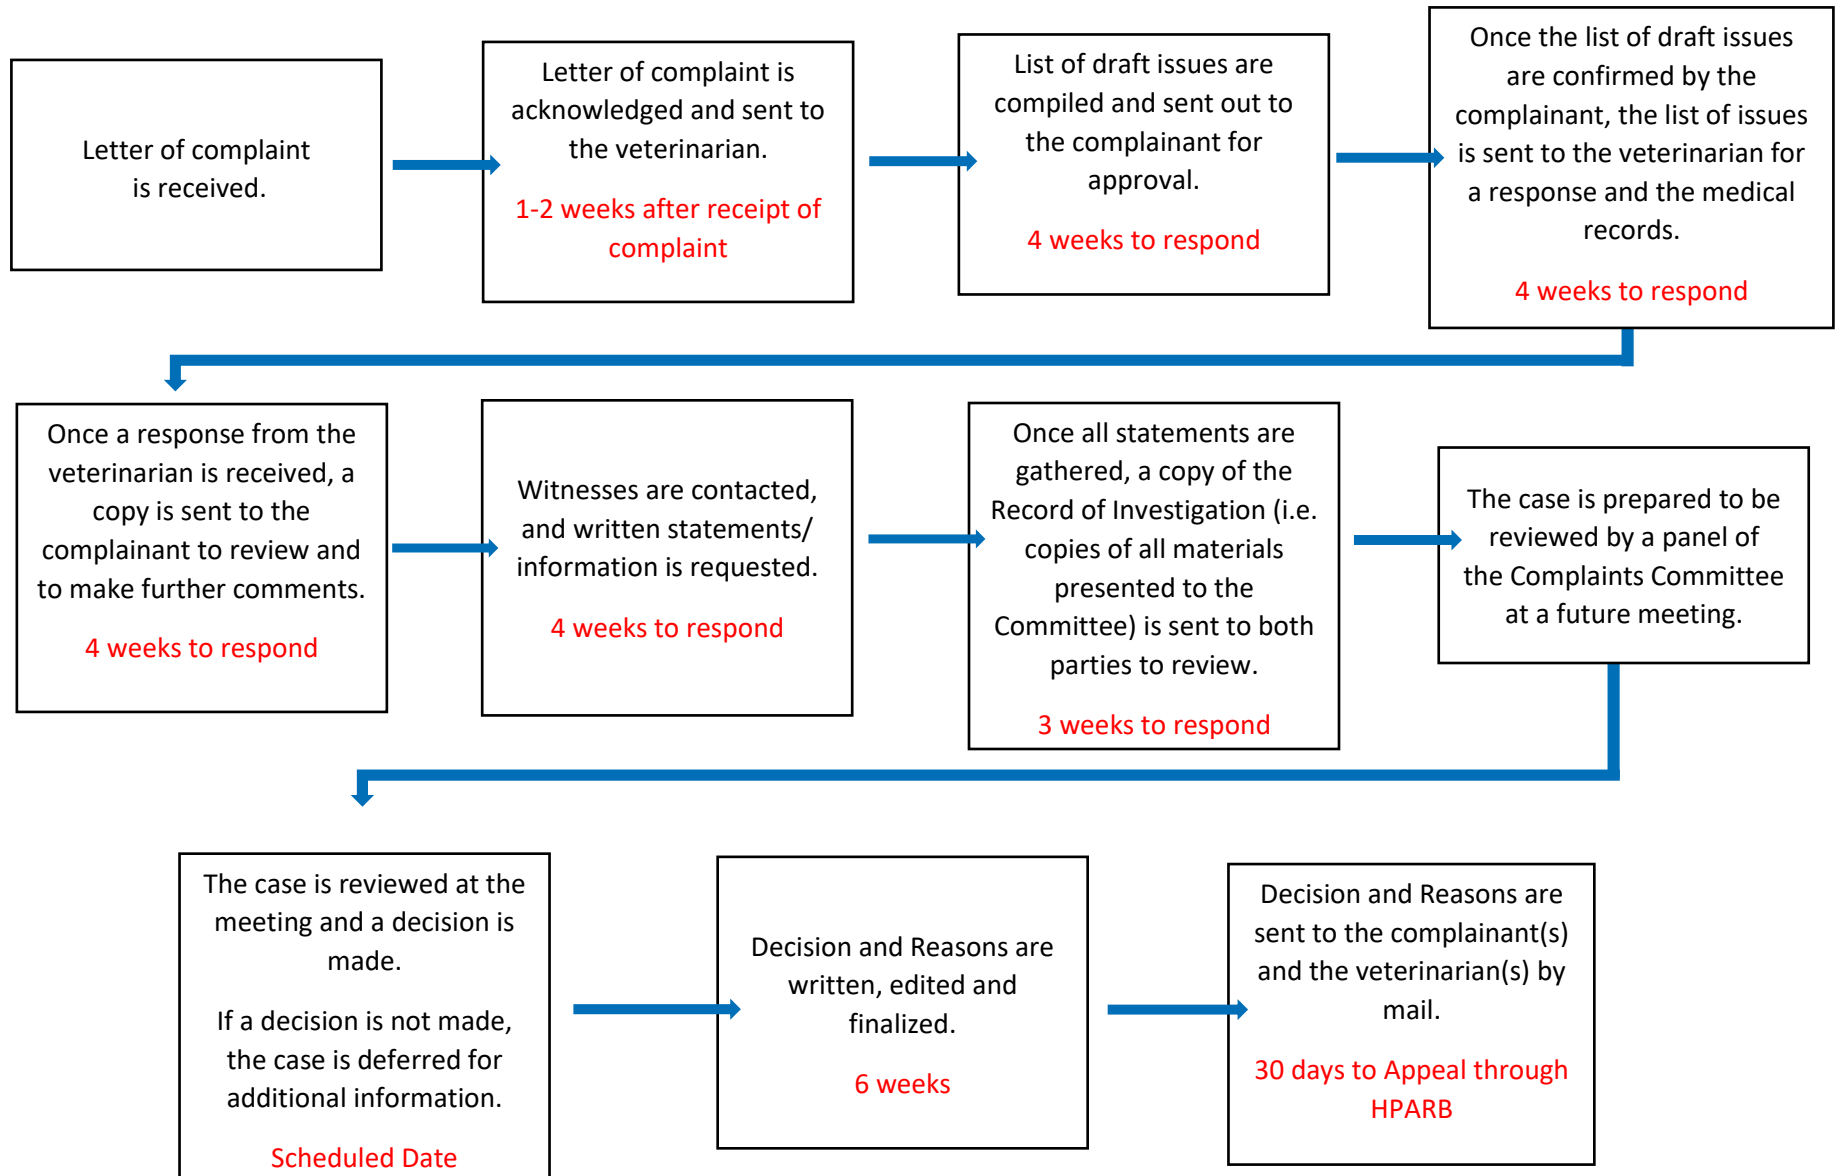 Letter of complaint
is received.
Letter of complaint is
acknowledged and sent to
the veterinarian.
1-2 weeks after receipt of
complaint
List of draft issues are
compiled and sent out to
the complainant for
approval.
4 weeks to respond
Once the list of draft issues
are confirmed by the
complainant, the list of issues
is sent to the veterinarian for
a response and the medical
records.
4 weeks to respond
Once a response from the
veterinarian is received, a
copy is sent to the
complainant to review and
to make further comments.
4 weeks to respond
Witnesses are contacted,
and written statements/
information is requested.
4 weeks to respond
Once all statements are
gathered, a copy of the
Record of Investigation (i.e.
copies of all materials
presented to the
Committee) is sent to both
parties to review.
3 weeks to respond
The case is prepared to be
reviewed by a panel of
the Complaints Committee
at a future meeting.
The case is reviewed at the
meeting and a decision is
made.
If a decision is not made,
the case is deferred for
additional information.
Scheduled Date
Decision and Reasons are
written, edited and
finalized.
6 weeks
Decision and Reasons are
sent to the complainant(s)
and the veterinarian(s) by
mail.
30 days to Appeal through
HPARB